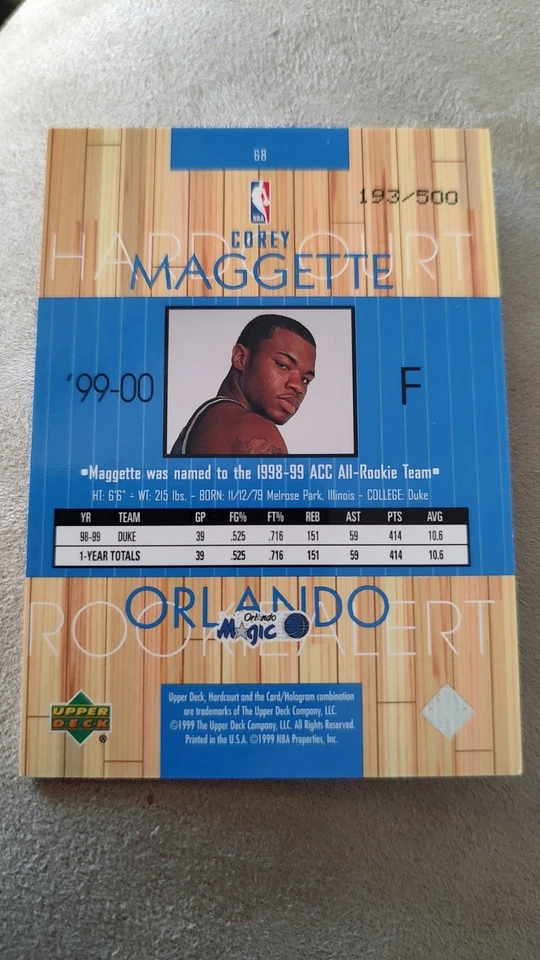 68
193/500
NBA
HARDCOURT
COREY
MAGGETTE
'99-00
F
•Maggette was named to the 1998-99 ACC All-Rookie Team•
HT: 6'6" - WT: 215 lbs. - BORN: 11/12/79 Melrose Park, Illinois - COLLEGE: Duke
YR TEAM GP FG% FT% REB AST PTS AVG
98-99 DUKE 39 .525 .716 151 59 414 10.6
1-YEAR TOTALS 39 .525 .716 151 59 414 10.6
ORLANDO
ROOKIE ALERT
Orlando
Magic
UPPER
DECK
®
Upper Deck, Hardcourt and the Card/Hologram combination
are trademarks of The Upper Deck Company, LLC.
©1999 The Upper Deck Company, LLC. All Rights Reserved.
Printed in the U.S.A. ©1999 NBA Properties, Inc.